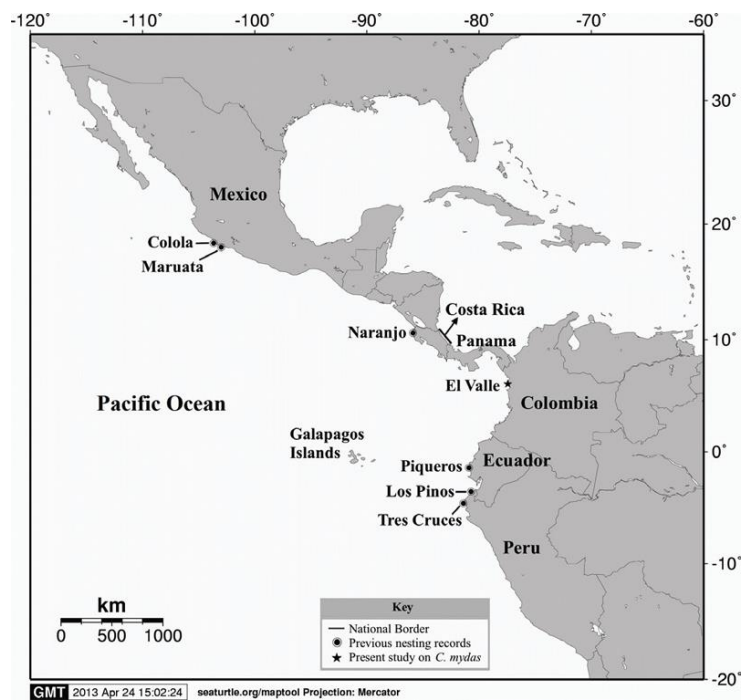 -120° -110° -100° -90° -80° -70° -60°
30°
Mexico
20°
Colola
Maruata
Costa Rica
Naranjo
Panama
10°
El Valle
Pacific Ocean
Colombia
Galapagos
Islands
0°
Piqueros
Ecuador
Los Pinos
Tres Cruces
Peru
-10°
km
0 500 1000
Key
National Border
Previous nesting records
Present study on C. mydas
-20°
GMT 2013 Apr 24 15:02:24 seaturtle.org/maptool Projection: Mercator